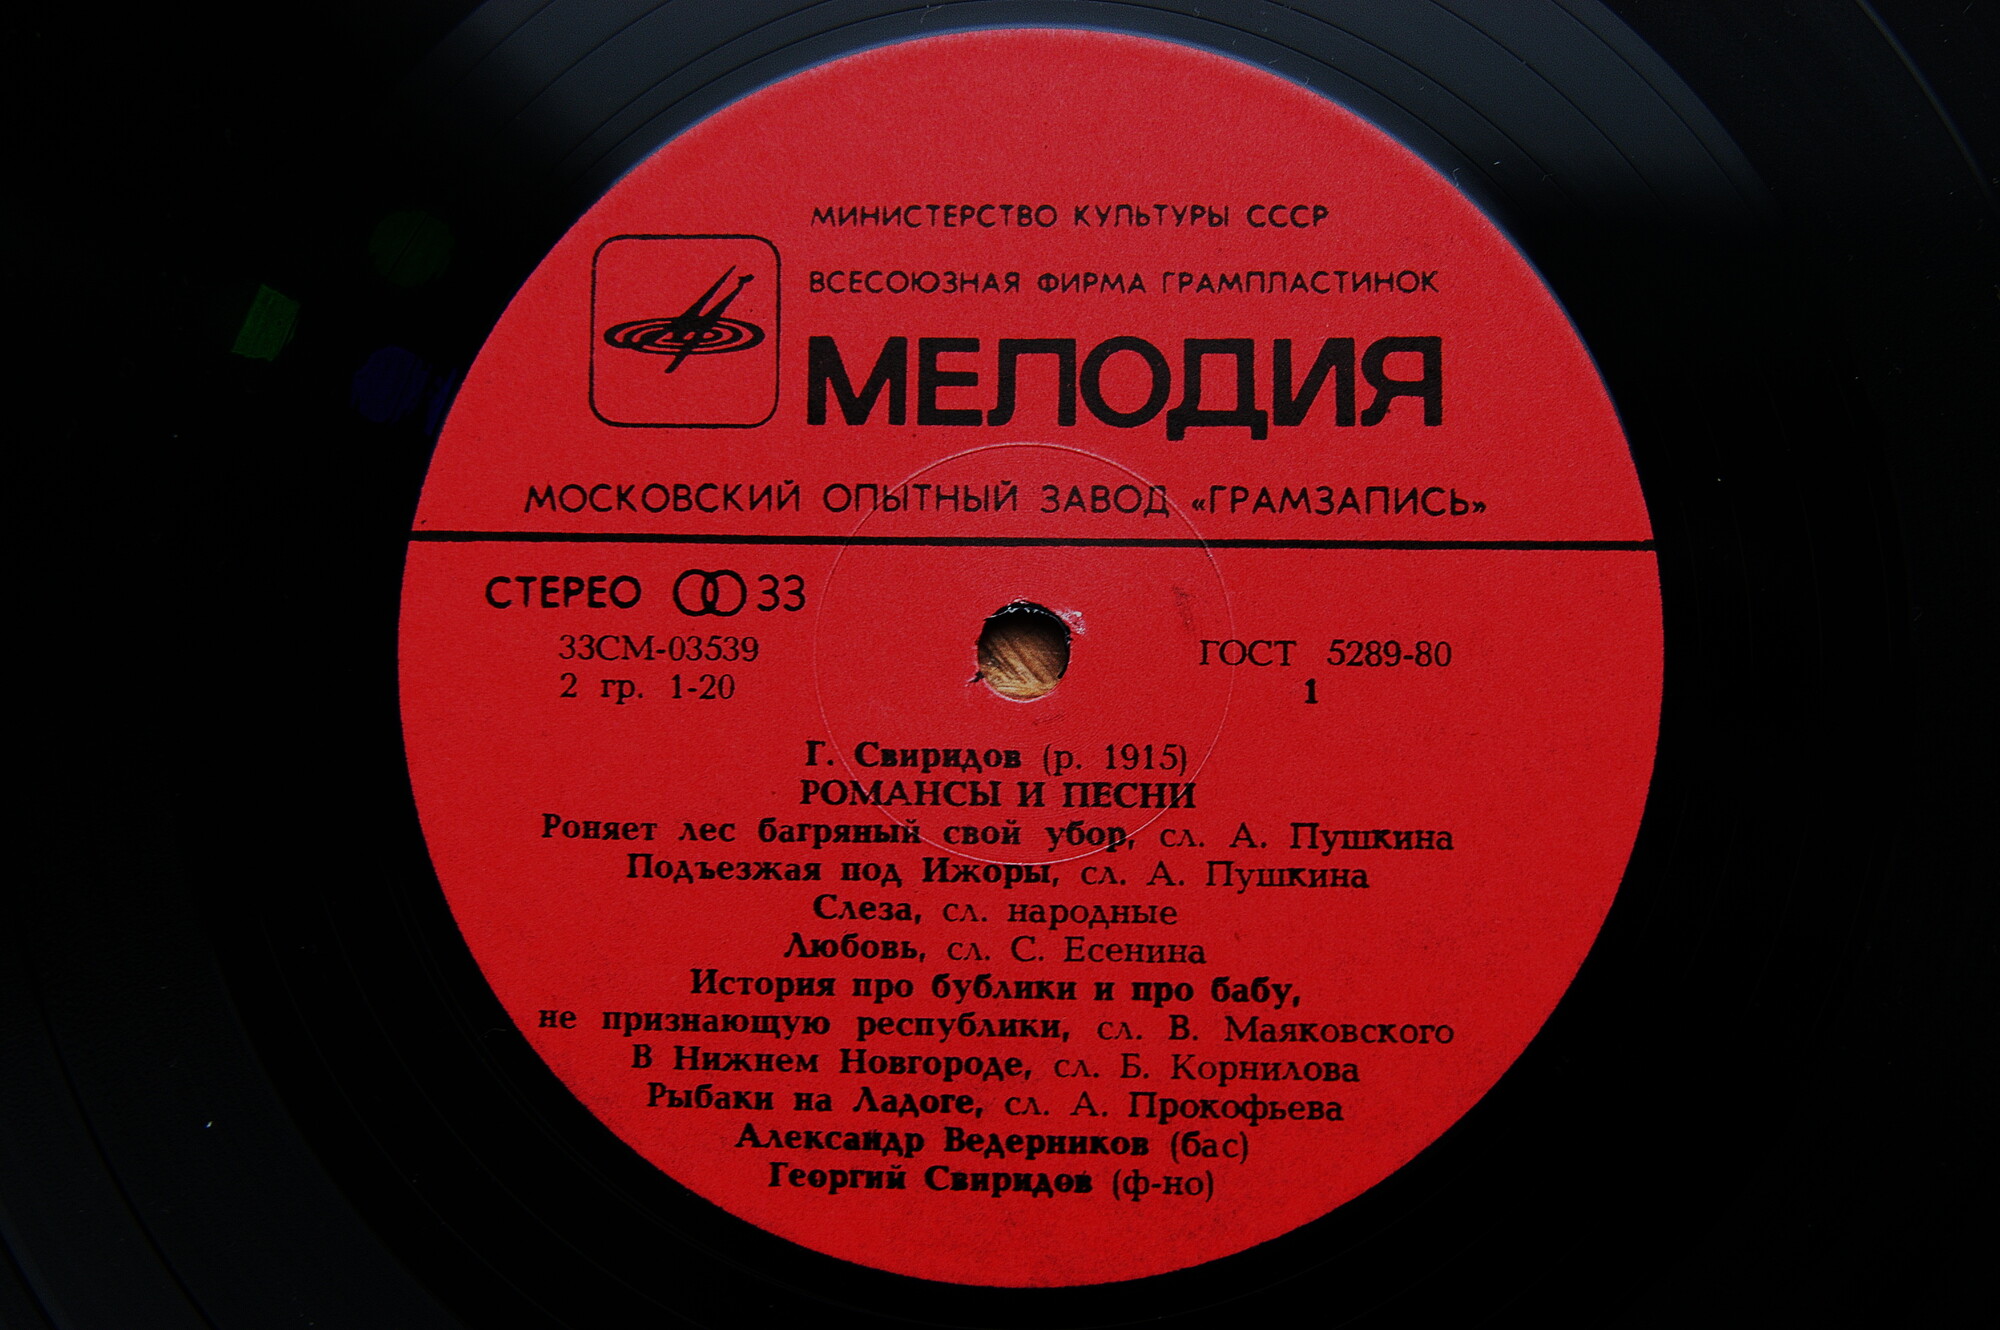 МИНИСТЕРСТВО КУЛЬТУРЫ СССР
ВСЕСОЮЗНАЯ ФИРМА ГРАМПЛАСТИНОК
МЕЛОДИЯ
МОСКОВСКИЙ ОПЫТНЫЙ ЗАВОД «ГРАМЗАПИСЬ»
СТЕРЕО 33
33СМ-03539
ГОСТ 5289-80
2 гр. 1-20
1
Г. Свиридов (р. 1915)
РОМАНСЫ И ПЕСНИ
Роняет лес багряный свой убор, сл. А. Пушкина
Подъезжая под Ижоры, сл. А. Пушкина
Слеза, сл. народные
Любовь, сл. С. Есенина
История про бублики и про бабу,
не признающую республики, сл. В. Маяковского
В Нижнем Новгороде, сл. Б. Корнилова
Рыбаки на Ладоге, сл. А. Прокофьева
Александр Ведерников (бас)
Георгий Свиридов (ф-но)